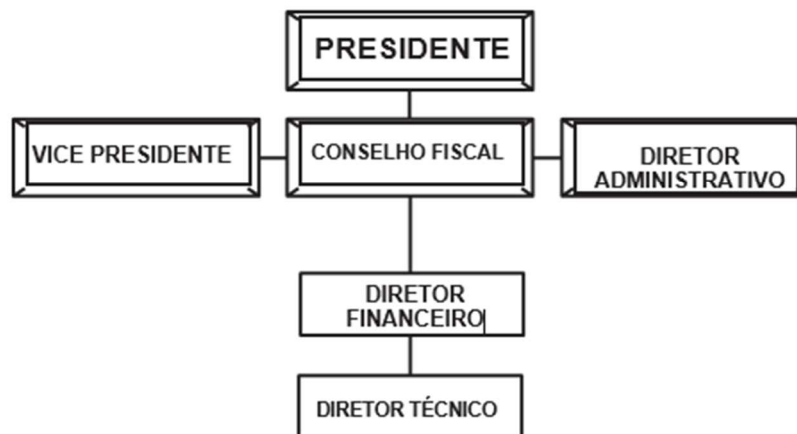 PRESIDENTE
VICE PRESIDENTE
CONSELHO FISCAL
DIRETOR
ADMINISTRATIVO
DIRETOR
FINANCEIRO
DIRETOR TÉCNICO